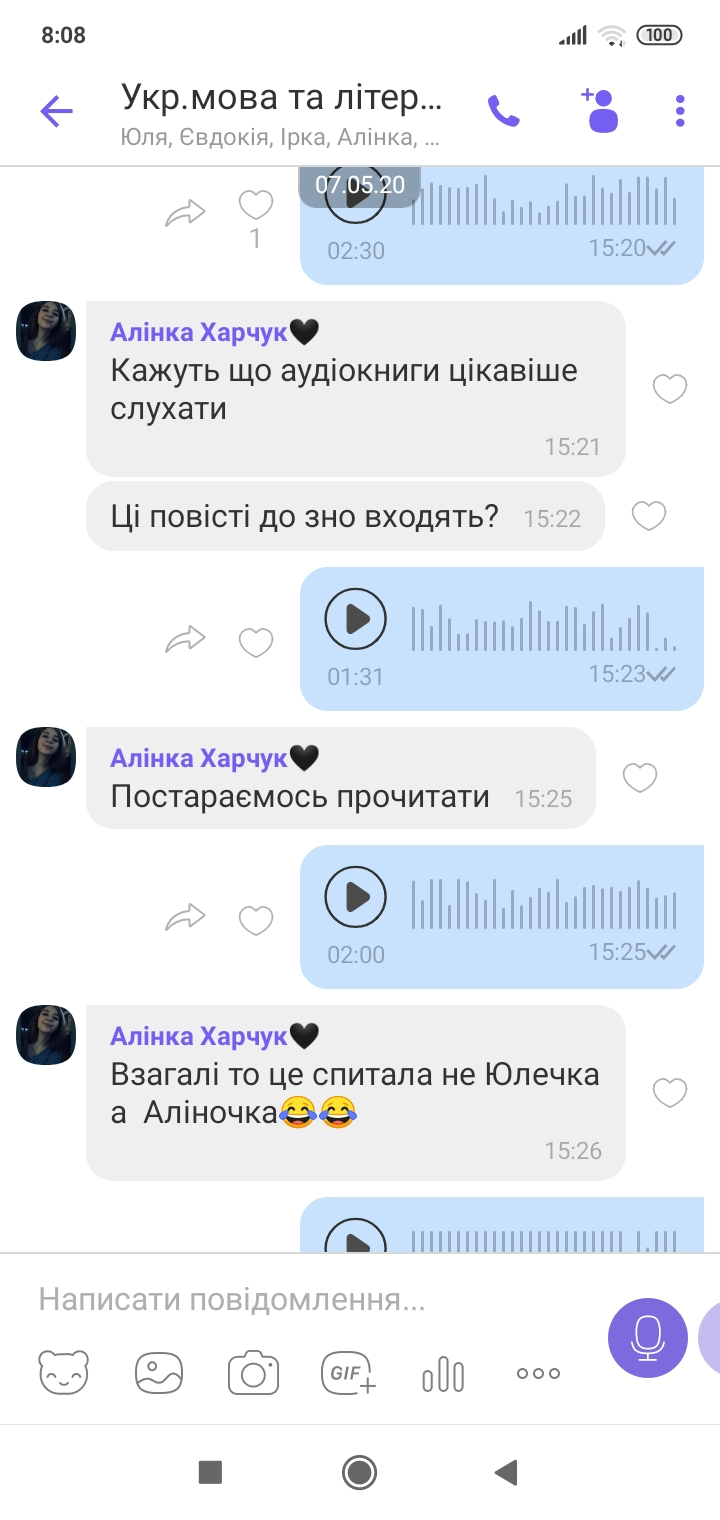 8:08
100
Укр.мова та літер...
Юля, Євдокія, Ірка, Алінка, ...
07.05.20
1
02:30
15:20
Алінка Харчук🖤
Кажуть що аудіокниги цікавіше
слухати
15:21
Ці повісті до зно входять? 15:22
01:31
15:23
Алінка Харчук🖤
Постараємось прочитати 15:25
02:00
15:25
Алінка Харчук🖤
Взагалі то це спитала не Юлечка
а Аліночка😂😂
15:26
Написати повідомлення...
GIF